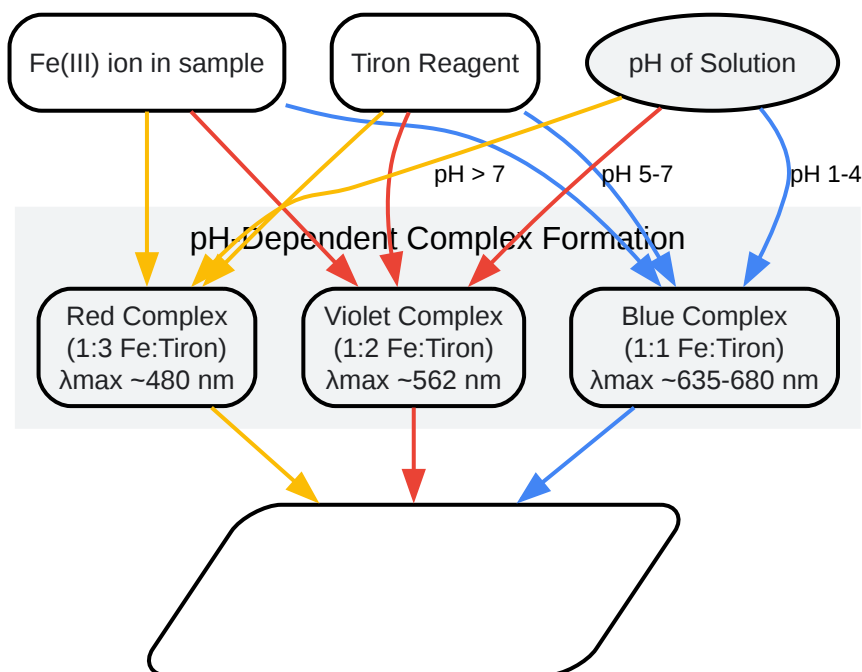 Fe(III) ion in sample
Tiron Reagent
pH of Solution
pH > 7
pH 5-7
pH 1-4
pH-Dependent Complex Formation
Red Complex
(1:3 Fe:Tiron)
λmax ~480 nm
Violet Complex
(1:2 Fe:Tiron)
λmax ~562 nm
Blue Complex
(1:1 Fe:Tiron)
λmax ~635-680 nm